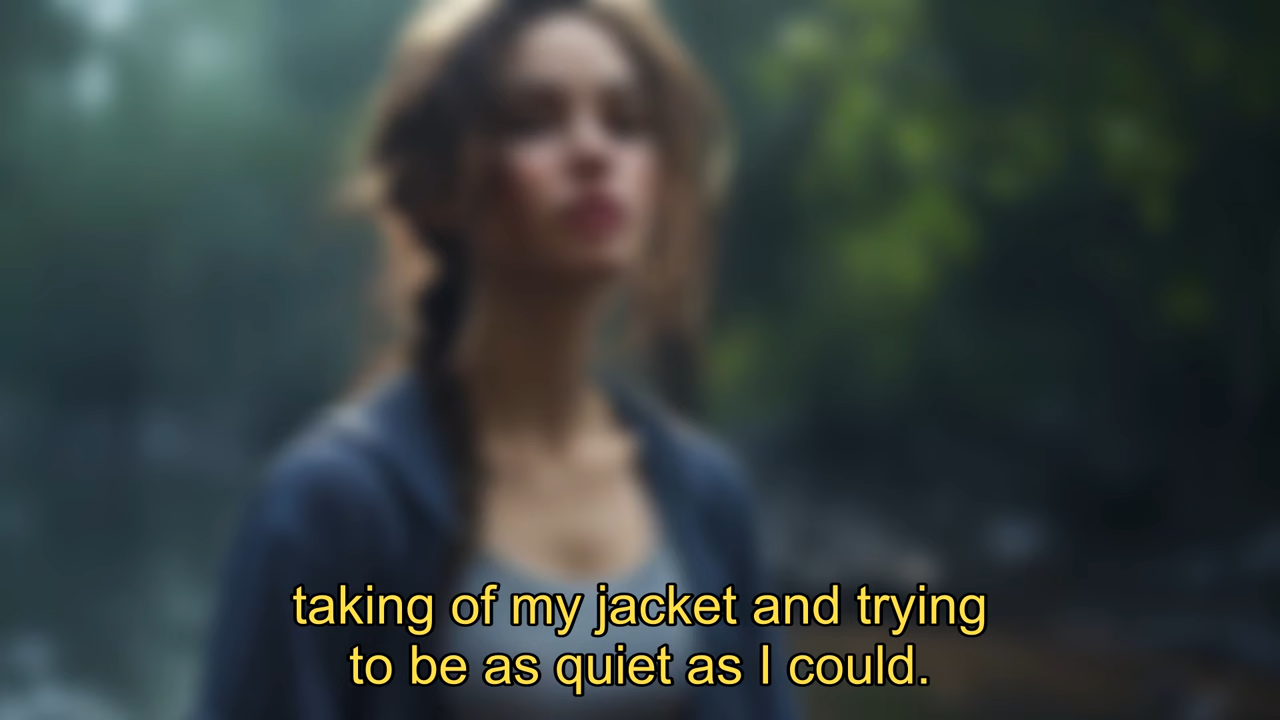 taking of my jacket and trying
to be as quiet as I could.